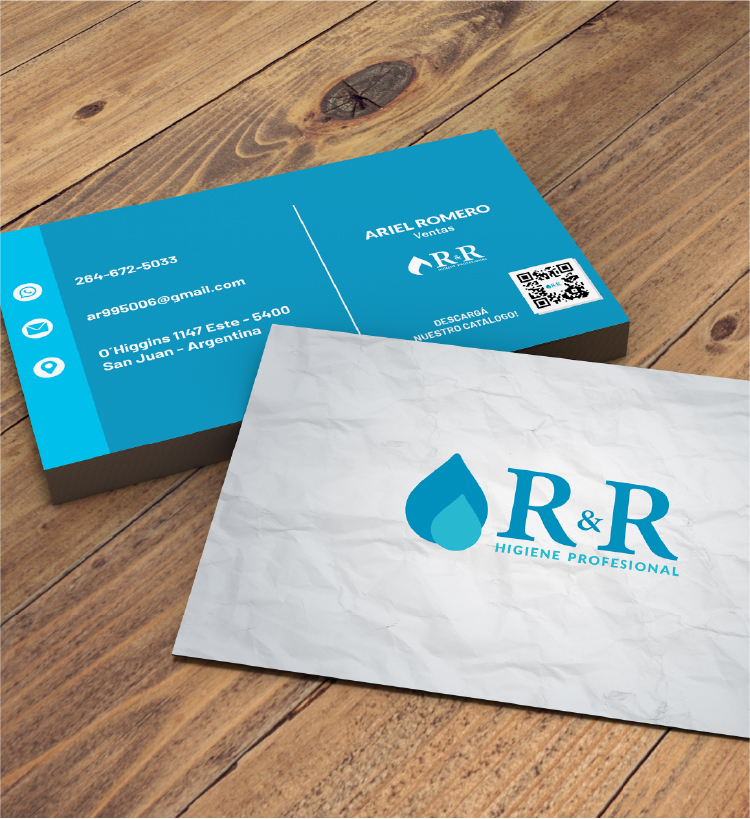 264-672-5033
ar995006@gmail.com
O´Higgins 1147 Este - 5400
San Juan - Argentina
ARIEL ROMERO
Ventas
R&R
HIGIENE PROFESIONAL
DESCARGÁ
NUESTRO CATÁLOGO!
R&R
HIGIENE PROFESIONAL